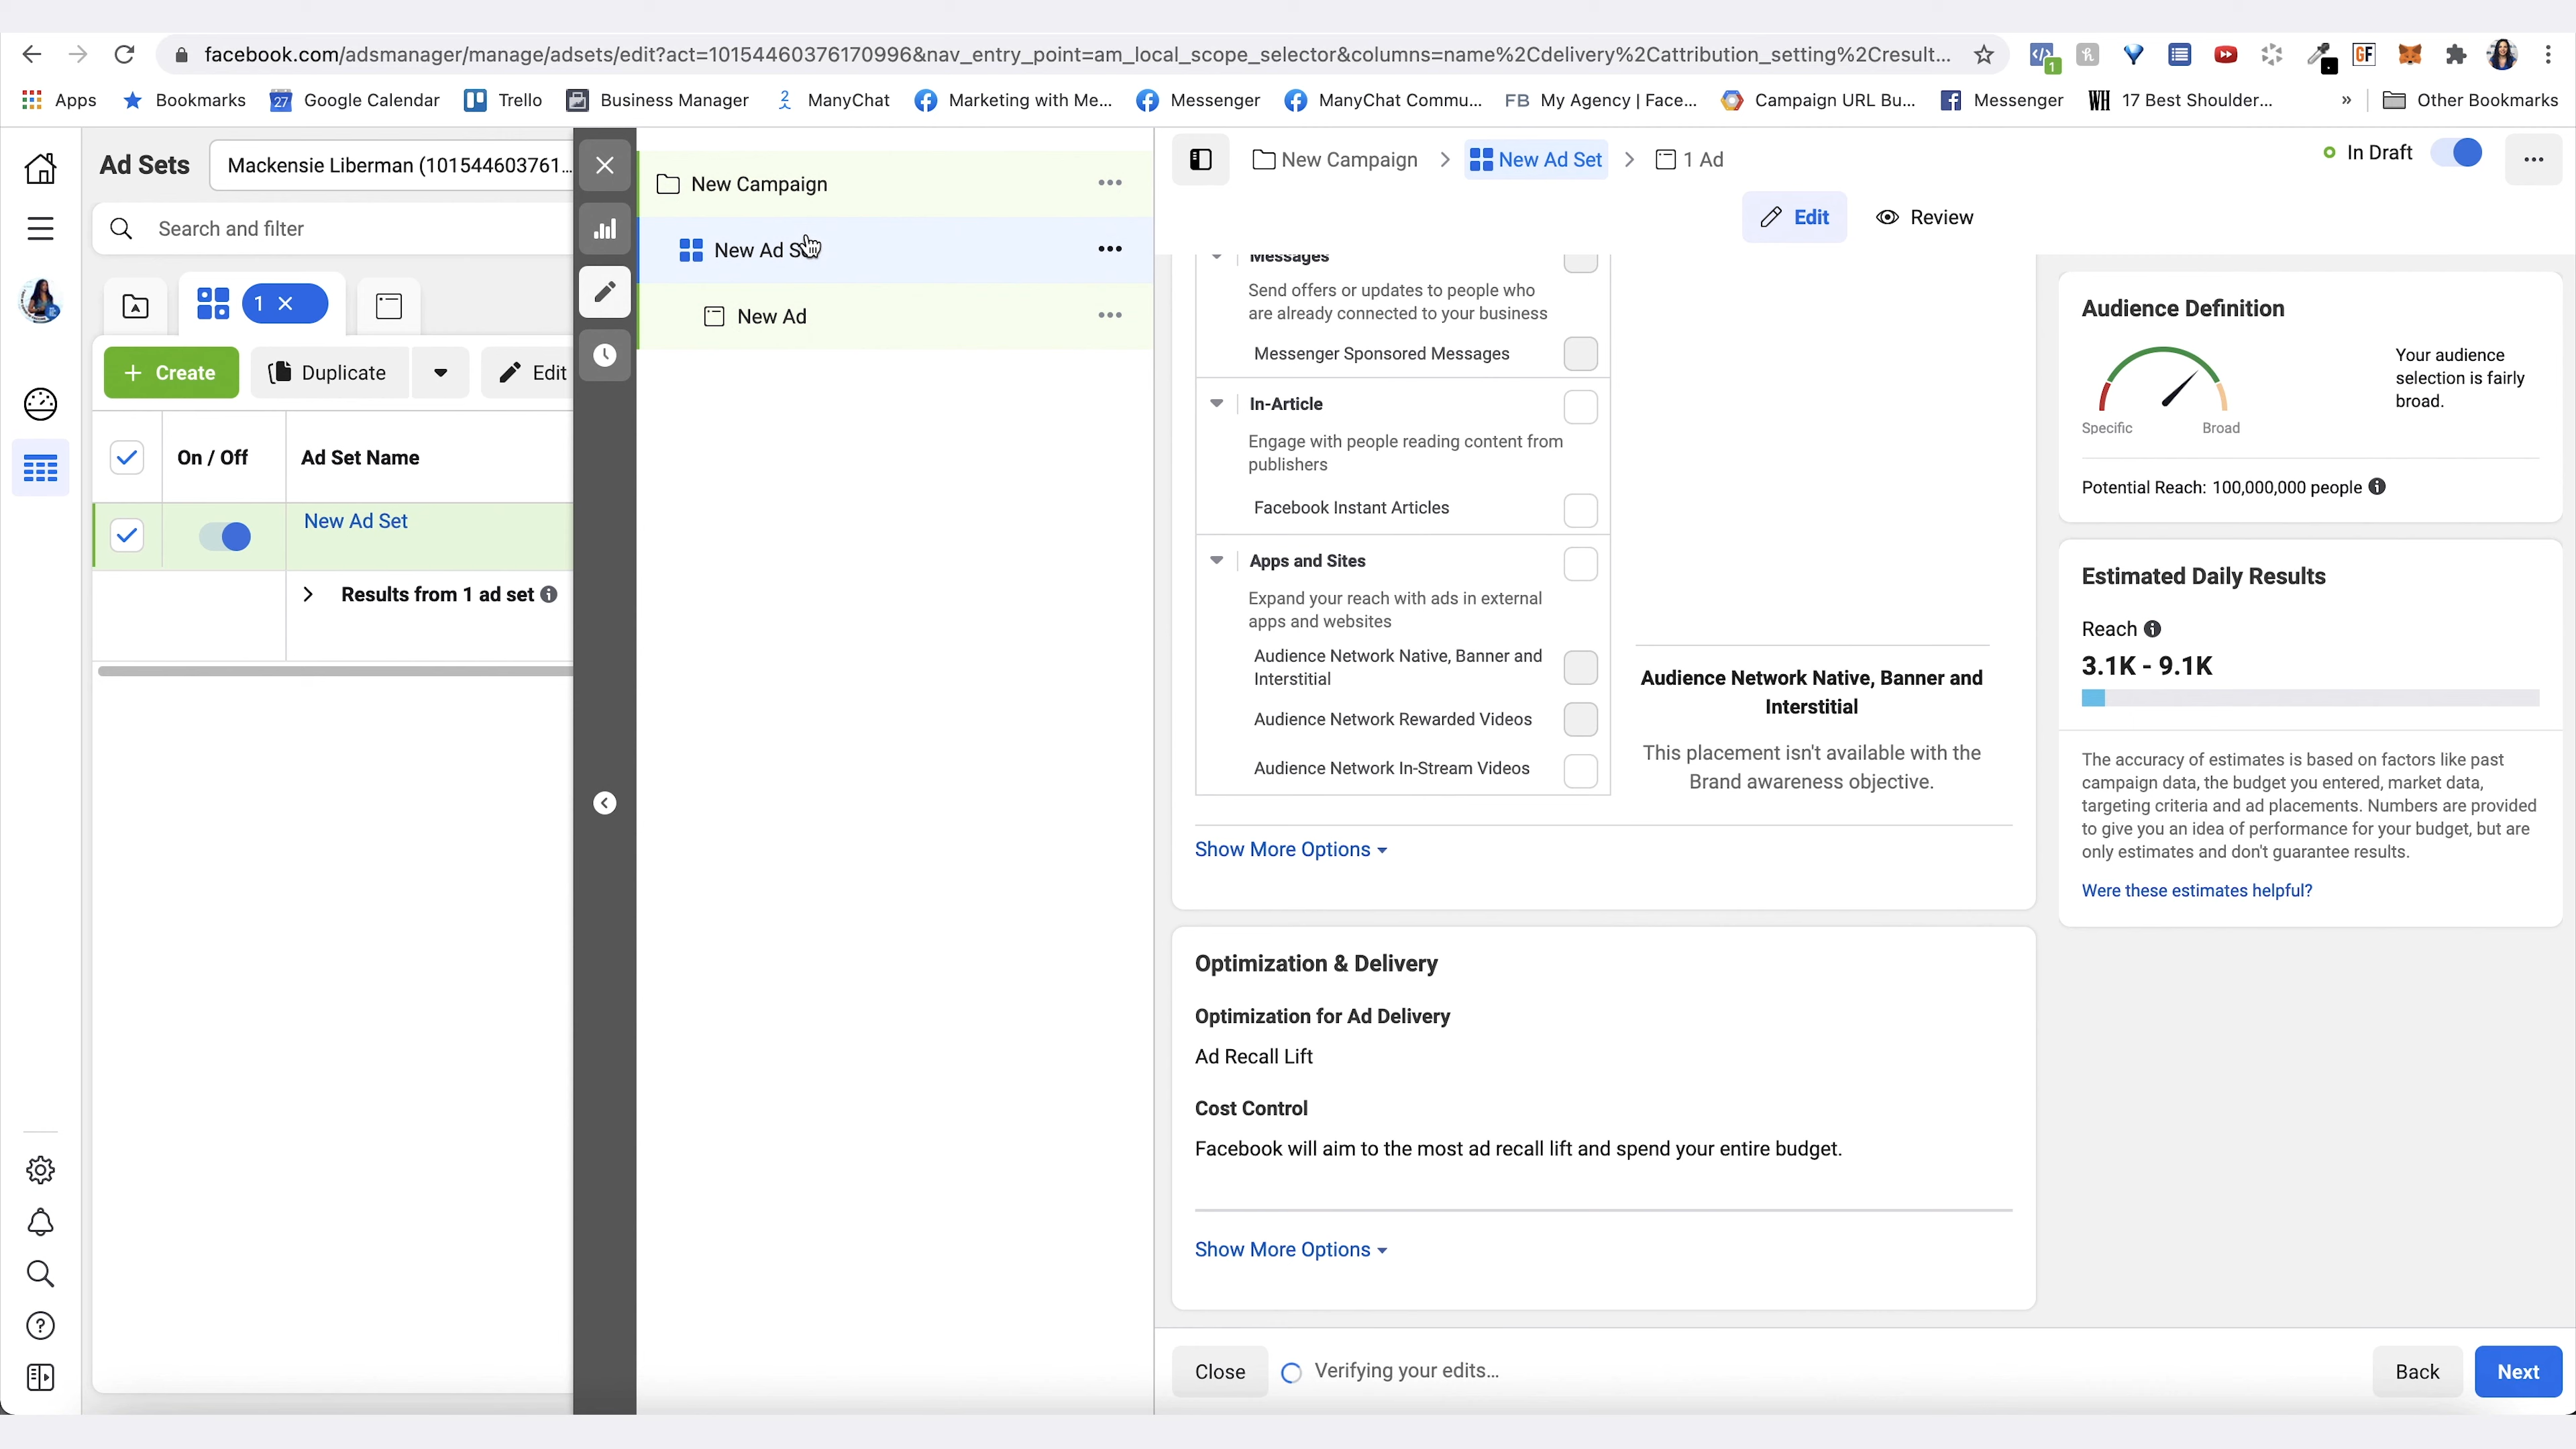 facebook.com/adsmanager/manage/adsets/edit?act=10154460376170996&nav_entry_point=am_local_scope_selector&columns=name%2Cdelivery%2Cattribution_setting%2Cresult...
1
GF
Apps
Bookmarks
27
Google Calendar
Trello
Business Manager
2
ManyChat
Marketing with Me...
Messenger
ManyChat Commu...
FB
My Agency | Face...
Campaign URL Bu...
Messenger
WH
17 Best Shoulder...
»
Other Bookmarks
Ad Sets
Mackensie Liberman (101544603761...
Search and filter
1
+ Create
Duplicate
Edit
On / Off
Ad Set Name
New Ad Set
Results from 1 ad set
New Campaign
New Ad S
New Ad
New Campaign
New Ad Set
1 Ad
In Draft
Edit
Review
Messages
Send offers or updates to people who
are already connected to your business
Messenger Sponsored Messages
In-Article
Engage with people reading content from
publishers
Facebook Instant Articles
Apps and Sites
Expand your reach with ads in external
apps and websites
Audience Network Native, Banner and
Interstitial
Audience Network Rewarded Videos
Audience Network In-Stream Videos
Audience Network Native, Banner and
Interstitial
This placement isn't available with the
Brand awareness objective.
Show More Options
Optimization & Delivery
Optimization for Ad Delivery
Ad Recall Lift
Cost Control
Facebook will aim to the most ad recall lift and spend your entire budget.
Show More Options
Audience Definition
Specific
Broad
Your audience
selection is fairly
broad.
Potential Reach: 100,000,000 people
Estimated Daily Results
Reach
3.1K - 9.1K
The accuracy of estimates is based on factors like past
campaign data, the budget you entered, market data,
targeting criteria and ad placements. Numbers are provided
to give you an idea of performance for your budget, but are
only estimates and don't guarantee results.
Were these estimates helpful?
Close
Verifying your edits...
Back
Next